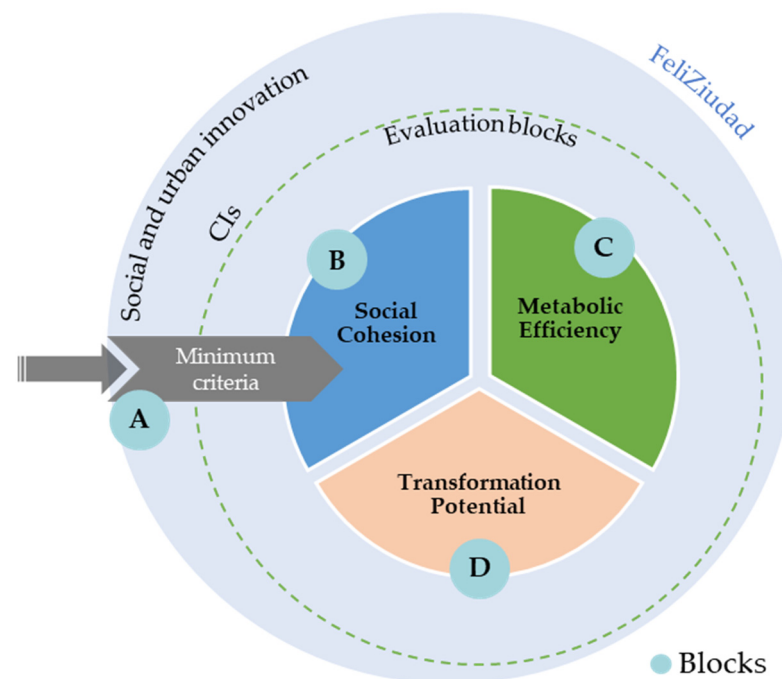 FeliZiudad
Social and urban innovation
Evaluation blocks
CIs
B
C
Social
Cohesion
Metabolic
Efficiency
Minimum
criteria
A
Transformation
Potential
D
Blocks